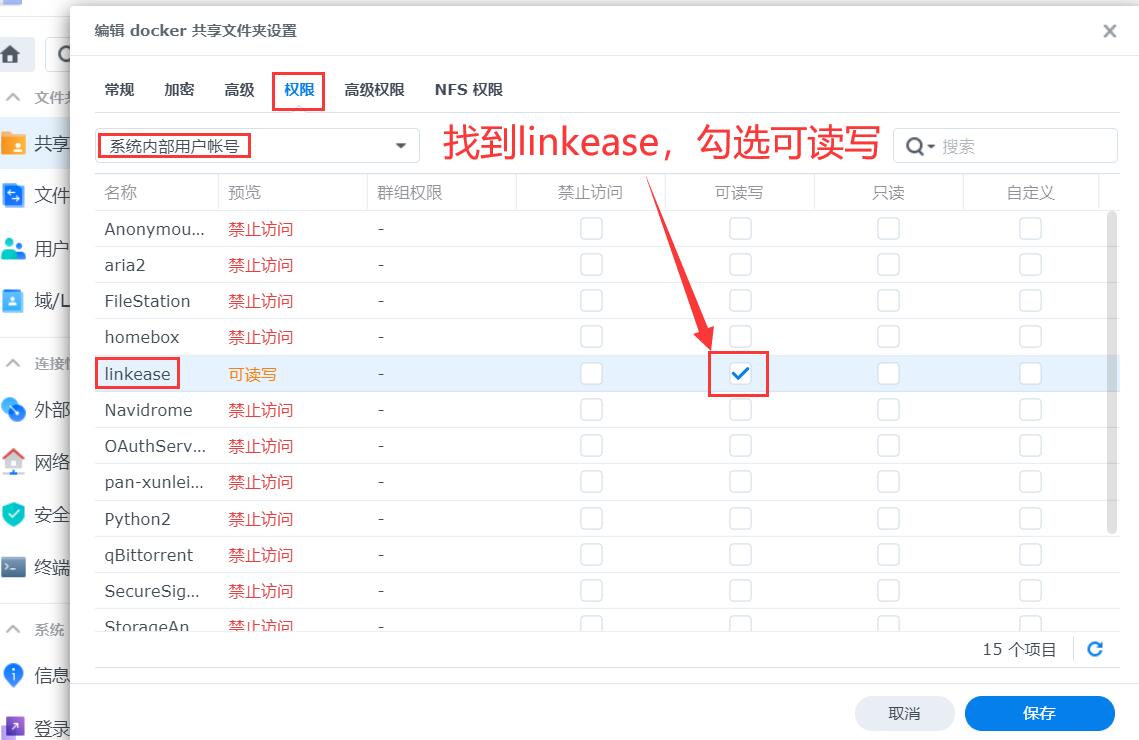 编辑 docker 共享文件夹设置
常规 加密 高级 权限 高级权限 NFS 权限
系统内部用户帐号 找到linkease，勾选可读写 搜索
名称 预览 群组权限 禁止访问 可读写 只读 自定义
Anonymou... 禁止访问 -
aria2 禁止访问 -
FileStation 禁止访问 -
homebox 禁止访问 -
linkease 可读写 -
Navidrome 禁止访问 -
OAuthServ... 禁止访问 -
pan-xunlei... 禁止访问 -
Python2 禁止访问 -
qBittorrent 禁止访问 -
SecureSig... 禁止访问 -
StorageAn 禁止访问 -
15 个项目
取消 保存
文件
共享
文件
用户
域/L
连接
外部
网络
安全
终端
系统
信息
登录